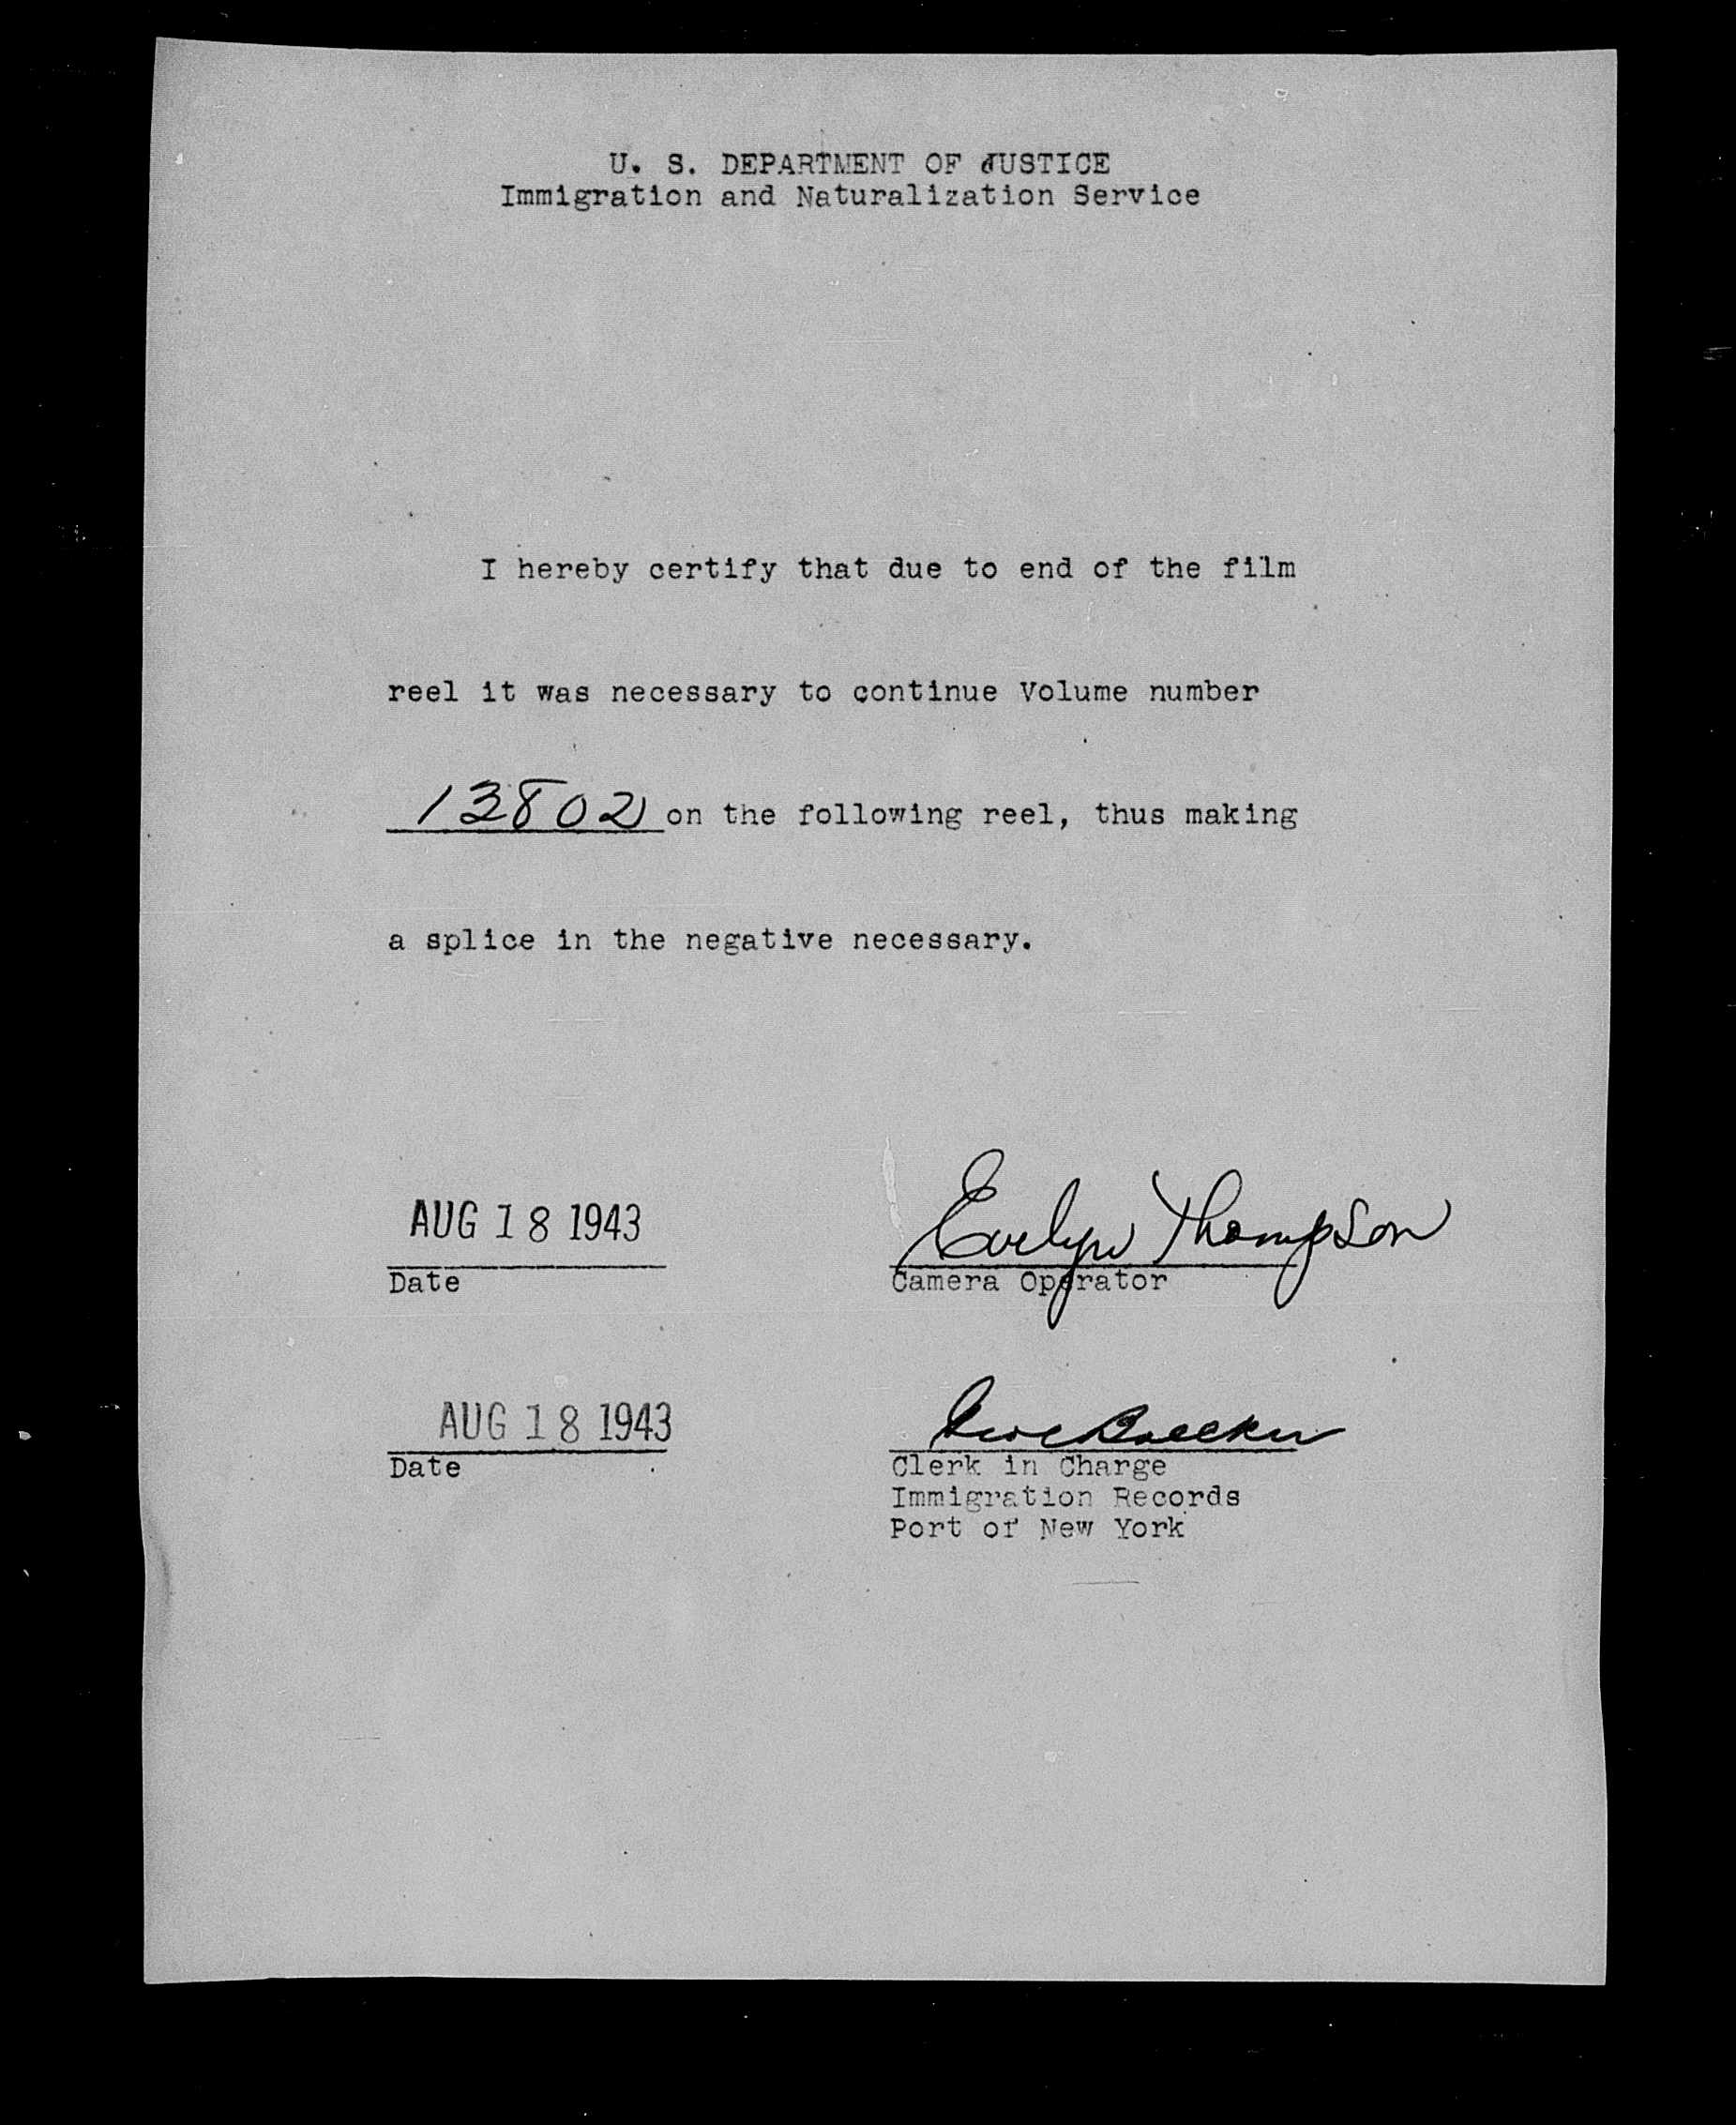 U. S. DEPARTMENT OF JUSTICE
Immigration and Naturalization Service
I hereby certify that due to end of the film
reel it was necessary to continue Volume number
13802 on the following reel, thus making
a splice in the negative necessary.
AUG 18 1943 Evelyn Thompson
Date Camera Operator
AUG 18 1943
Date Clerk in Charge
Immigration Records
Port of New York